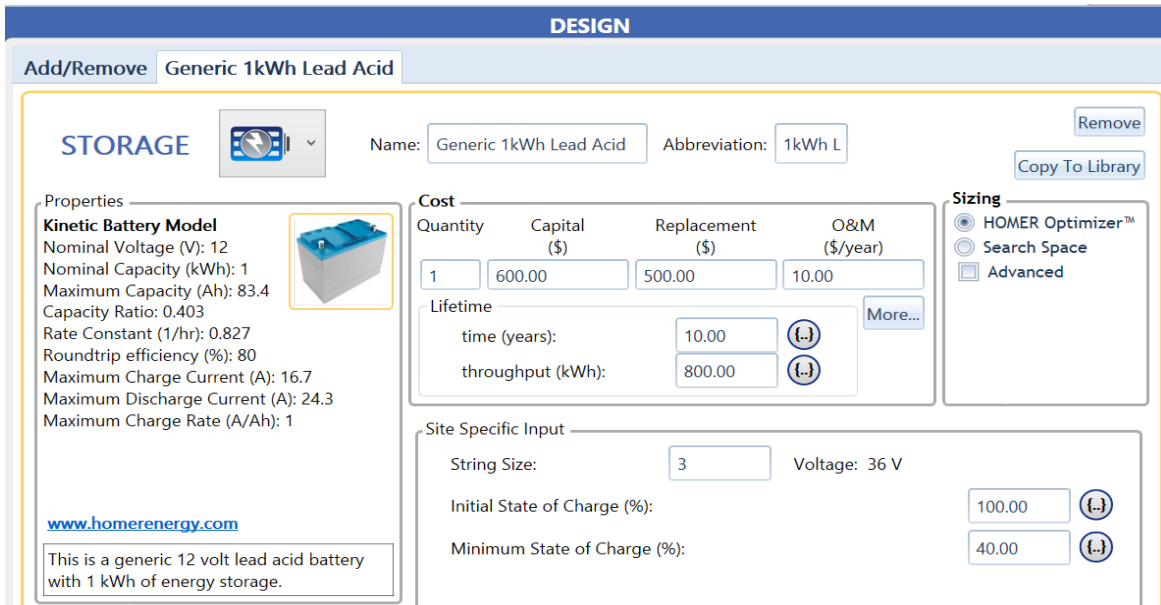 DESIGN
Add/Remove Generic 1kWh Lead Acid
STORAGE
Name: Generic 1kWh Lead Acid Abbreviation: 1kWh L
Remove
Copy To Library
Properties
Kinetic Battery Model
Nominal Voltage (V): 12
Nominal Capacity (kWh): 1
Maximum Capacity (Ah): 83.4
Capacity Ratio: 0.403
Rate Constant (1/hr): 0.827
Roundtrip efficiency (%): 80
Maximum Charge Current (A): 16.7
Maximum Discharge Current (A): 24.3
Maximum Charge Rate (A/Ah): 1
www.homerenergy.com
This is a generic 12 volt lead acid battery
with 1 kWh of energy storage.
Cost
Quantity Capital Replacement O&M
($) ($) ($/year)
1 600.00 500.00 10.00
Lifetime
More...
time (years): 10.00 {..}
throughput (kWh): 800.00 {..}
Sizing
HOMER Optimizer™
Search Space
Advanced
Site Specific Input
String Size: 3 Voltage: 36 V
Initial State of Charge (%): 100.00 {..}
Minimum State of Charge (%): 40.00 {..}